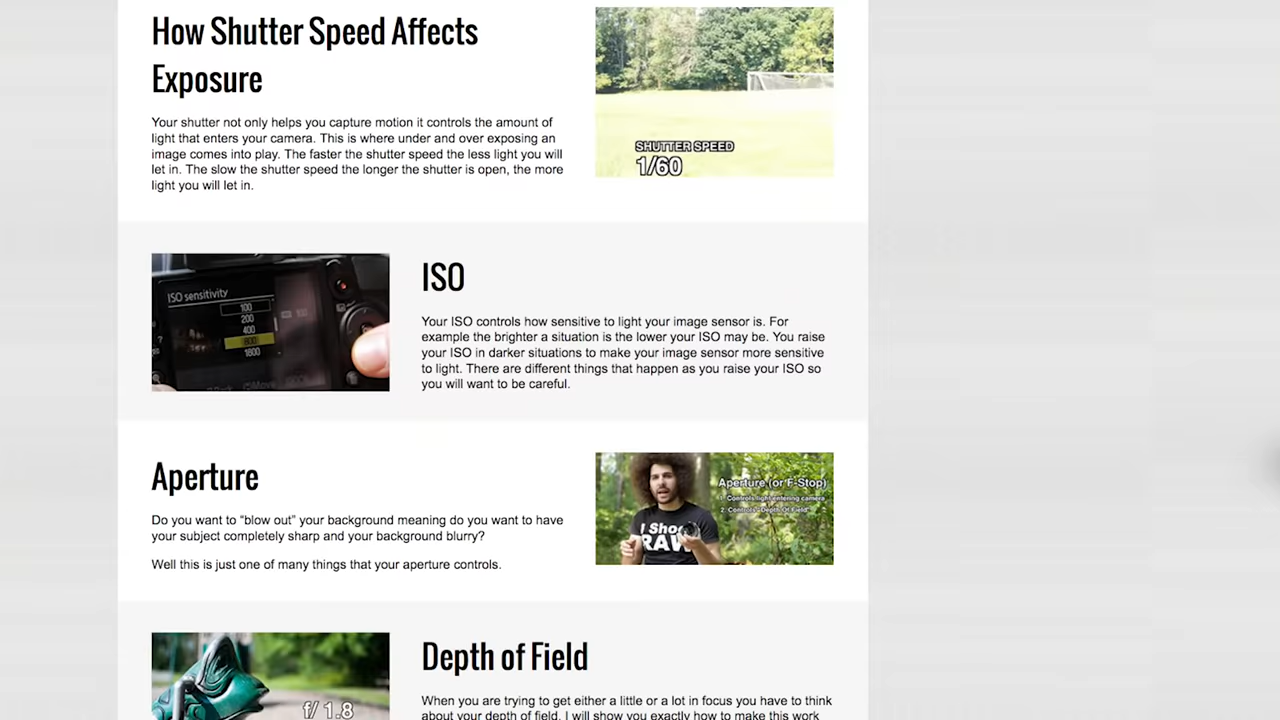 How Shutter Speed Affects
Exposure
Your shutter not only helps you capture motion it controls the amount of
light that enters your camera. This is where under and over exposing an
image comes into play. The faster the shutter speed the less light you will
let in. The slow the shutter speed the longer the shutter is open, the more
light you will let in.
SHUTTER SPEED
1/60
ISO sensitivity
100
200
400
800
1600
ISO
Your ISO controls how sensitive to light your image sensor is. For
example the brighter a situation is the lower your ISO may be. You raise
your ISO in darker situations to make your image sensor more sensitive
to light. There are different things that happen as you raise your ISO so
you will want to be careful.
Aperture
Do you want to “blow out” your background meaning do you want to have
your subject completely sharp and your background blurry?
Well this is just one of many things that your aperture controls.
Aperture (or F-Stop)
1. Controls light entering camera
2. Controls "Depth Of Field"
I Shoo
RAW
f/1.8
Depth of Field
When you are trying to get either a little or a lot in focus you have to think
about your depth of field. I will show you exactly how to make this work